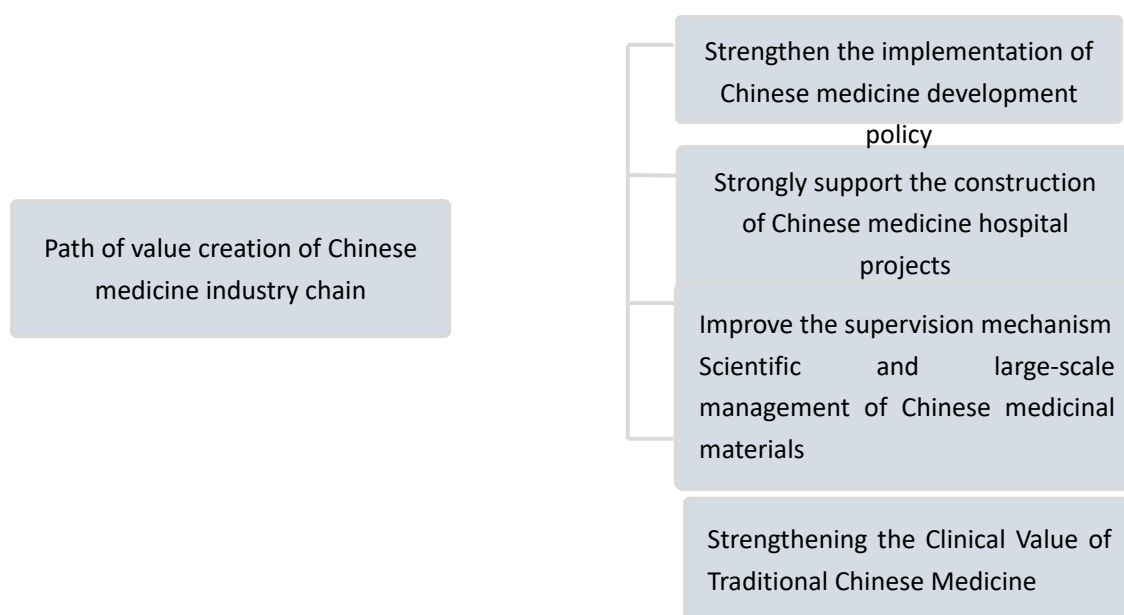 Strengthen the implementation of
Chinese medicine development
policy
Strongly support the construction
of Chinese medicine hospital
projects
Path of value creation of Chinese
medicine industry chain
Improve the supervision mechanism
Scientific and large-scale
management of Chinese medicinal
materials
Strengthening the Clinical Value of
Traditional Chinese Medicine